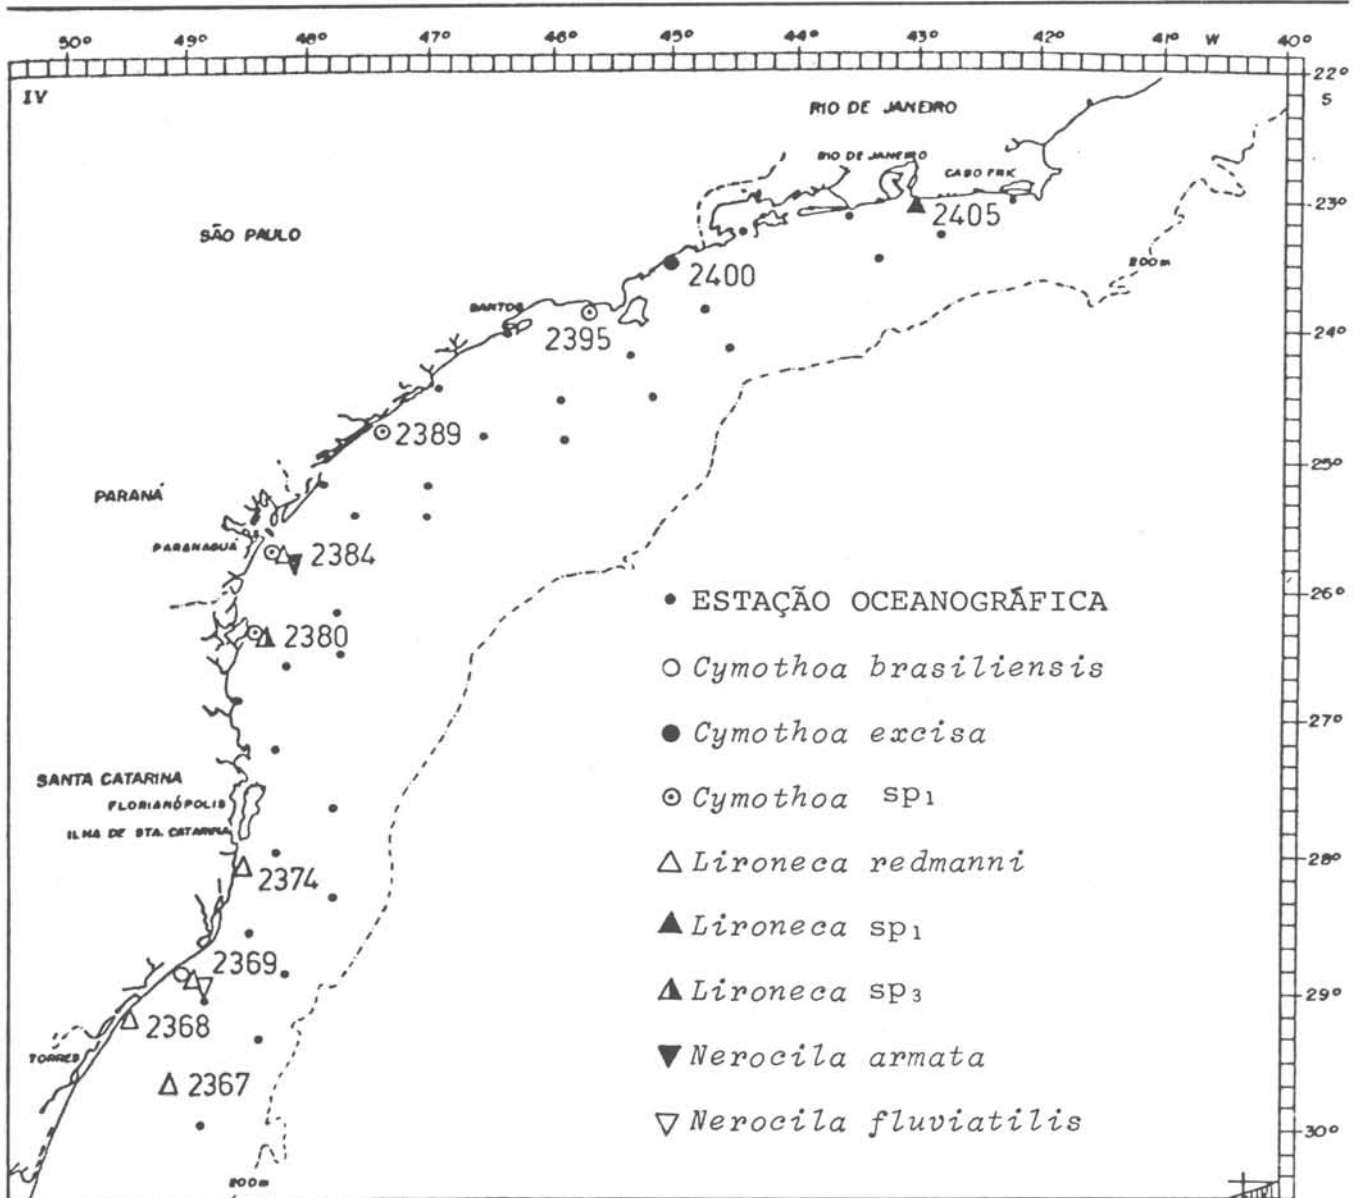 50° 49° 48° 47° 46° 45° 44° 43° 42° 41° W 40°
22°
IV
S
RIO DE JANEIRO
RIO DE JANEIRO
CABO FRIO
23°
2405
SÃO PAULO
200m
2400
SANTOS
2395
24°
2389
25°
PARANÁ
PARANAGUÁ
2384
26°
• ESTAÇÃO OCEANOGRÁFICA
2380
○ Cymothoa brasiliensis
27°
● Cymothoa excisa
SANTA CATARINA
⊙ Cymothoa sp₁
FLORIANÓPOLIS
ILHA DE STA. CATARINA
28°
△ Lironeca redmanni
2374
▲ Lironeca sp₁
2369
Lironeca sp₃
29°
2368
TORRES
▼ Nerocila armata
2367
▽ Nerocila fluviatilis
30°
200m